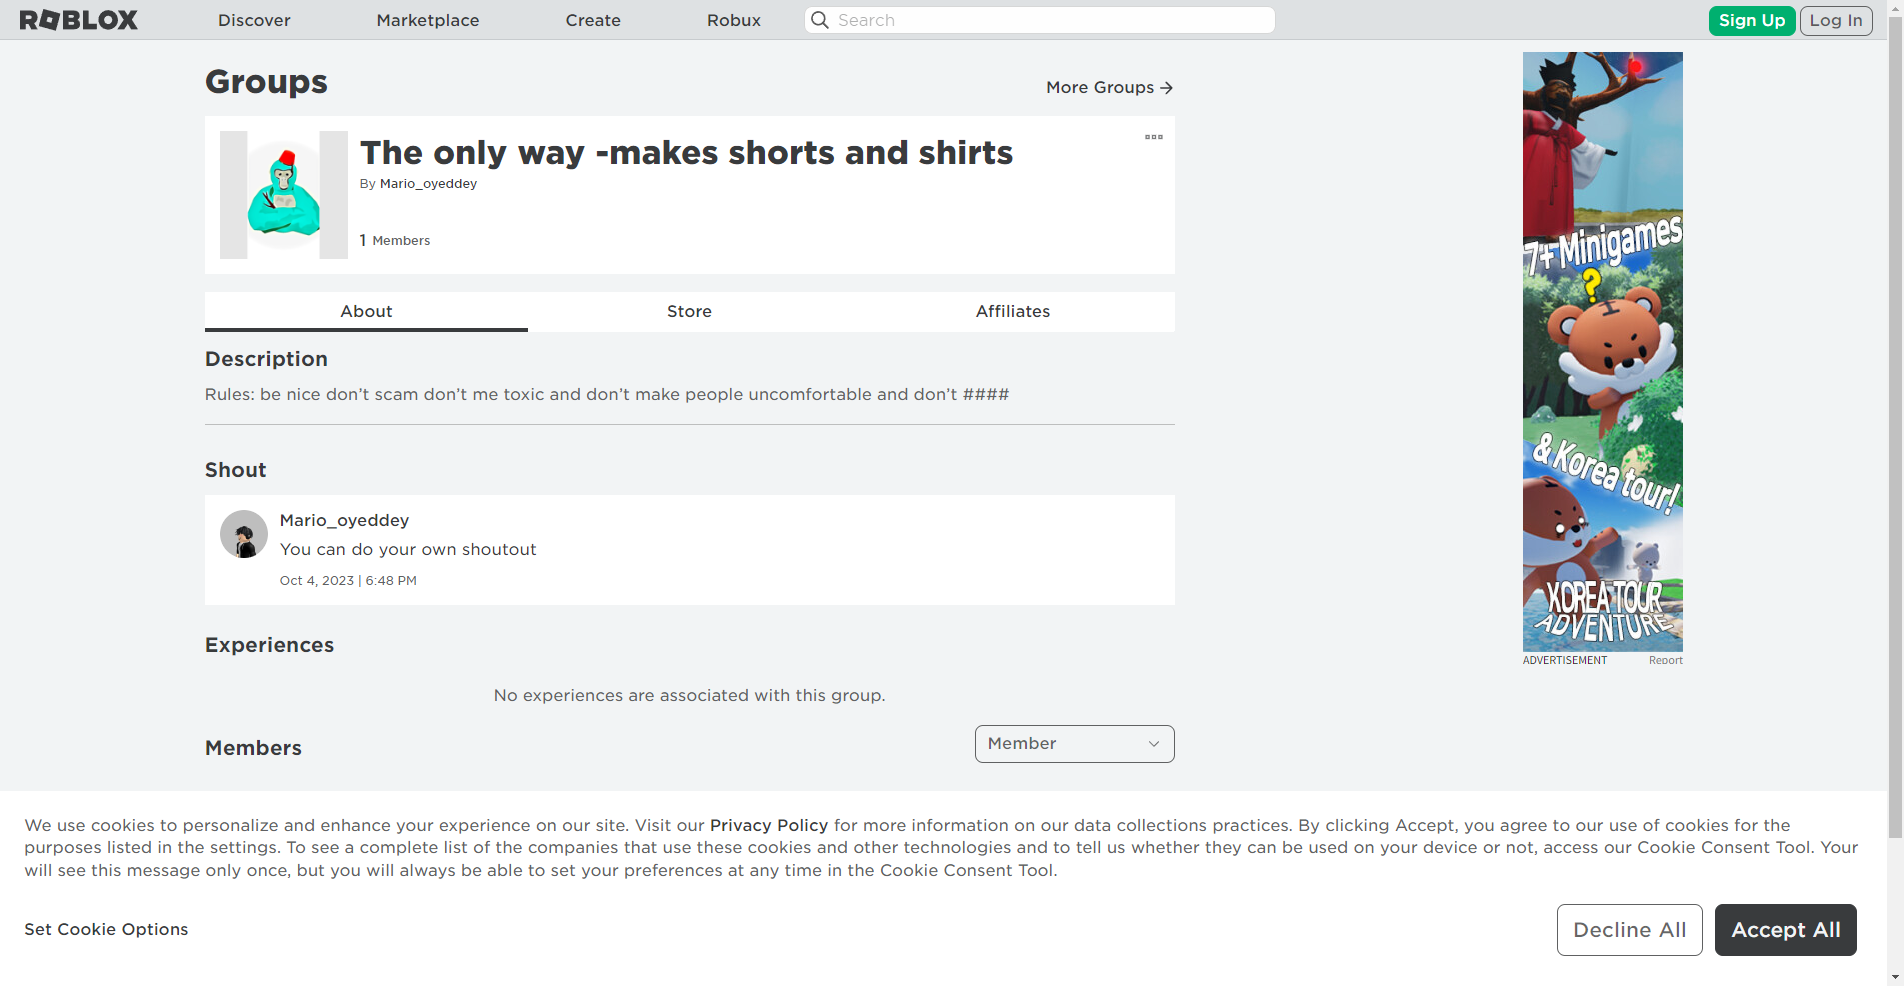 ROBLOX
Discover
Marketplace
Create
Robux
Search
Sign Up
Log In
Groups
More Groups
The only way -makes shorts and shirts
By Mario_oyeddey
1 Members
About
Store
Affiliates
Description
Rules: be nice don’t scam don’t me toxic and don’t make people uncomfortable and don’t ####
Shout
Mario_oyeddey
You can do your own shoutout
Oct 4, 2023 | 6:48 PM
Experiences
No experiences are associated with this group.
Members
Member
7+ Minigames
?
& Korea tour!
KOREA TOUR
ADVENTURE
ADVERTISEMENT
Report
We use cookies to personalize and enhance your experience on our site. Visit our Privacy Policy for more information on our data collections practices. By clicking Accept, you agree to our use of cookies for the
purposes listed in the settings. To see a complete list of the companies that use these cookies and other technologies and to tell us whether they can be used on your device or not, access our Cookie Consent Tool. Your
will see this message only once, but you will always be able to set your preferences at any time in the Cookie Consent Tool.
Set Cookie Options
Decline All
Accept All